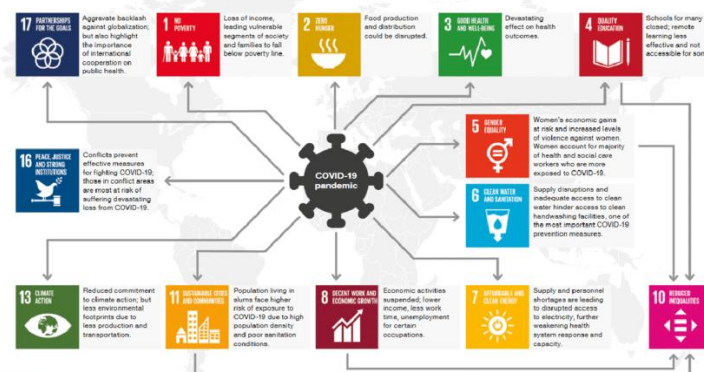 17 PARTNERSHIPS
FOR THE GOALS
Aggravate backlash
against globalization;
but also highlight
the importance
of international
cooperation on
public health.
1 NO
POVERTY
Loss of income,
leading vulnerable
segments of society
and families to fall
below poverty line.
2 ZERO
HUNGER
Food production
and distribution
could be disrupted.
3 GOOD HEALTH
AND WELL-BEING
Devastating
effect on health
outcomes.
4 QUALITY
EDUCATION
Schools for many
closed; remote
learning less
effective and not
accessible for som
5 GENDER
EQUALITY
Women's economic gains
at risk and increased levels
of violence against women.
Women account for majority
of health and social care
workers who are more
exposed to COVID-19.
16 PEACE, JUSTICE
AND STRONG
INSTITUTIONS
Conflicts prevent
effective measures
for fighting COVID-19;
those in conflict areas
are most at risk of
suffering devastating
loss from COVID-19.
COVID-19
pandemic
6 CLEAN WATER
AND SANITATION
Supply disruptions and
inadequate access to clean
water hinder access to clean
handwashing facilities, one of
the most important COVID-19
prevention measures.
13 CLIMATE
ACTION
Reduced commitment
to climate action; but
less environmental
footprints due to
less production and
transportation.
11 SUSTAINABLE CITIES
AND COMMUNITIES
Population living in
slums face higher
risk of exposure to
COVID-19 due to high
population density
and poor sanitation
conditions.
8 DECENT WORK AND
ECONOMIC GROWTH
Economic activities
suspended; lower
income, less work
time, unemployment
for certain
occupations.
7 AFFORDABLE AND
CLEAN ENERGY
Supply and personnel
shortages are leading
to disrupted access
to electricity, further
weakening health
system response and
capacity.
10 REDUCED
INEQUALITIES